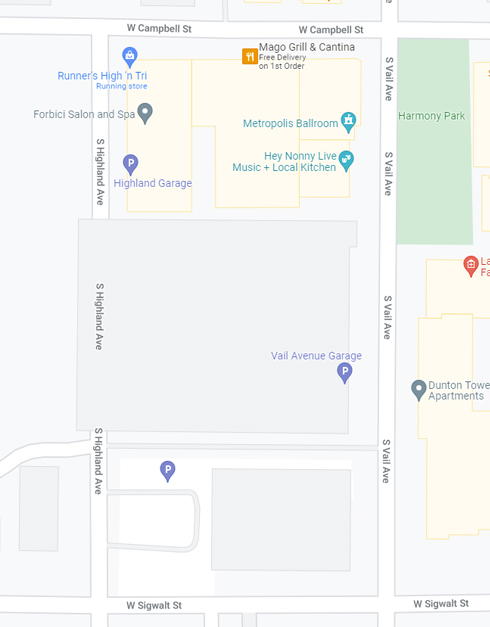 W Campbell St
W Campbell St
Mago Grill & Cantina
Free Delivery
on 1st Order
Runner's High 'n Tri
Running store
S Vail Ave
Forbici Salon and Spa
Metropolis Ballroom
Harmony Park
S Highland Ave
Hey Nonny Live
Music + Local Kitchen
S Vail Ave
Highland Garage
La
Fa
S Highland Ave
S Vail Ave
Vail Avenue Garage
Dunton Towe
Apartments
S Highland Ave
S Vail Ave
W Sigwalt St
W Sigwalt St